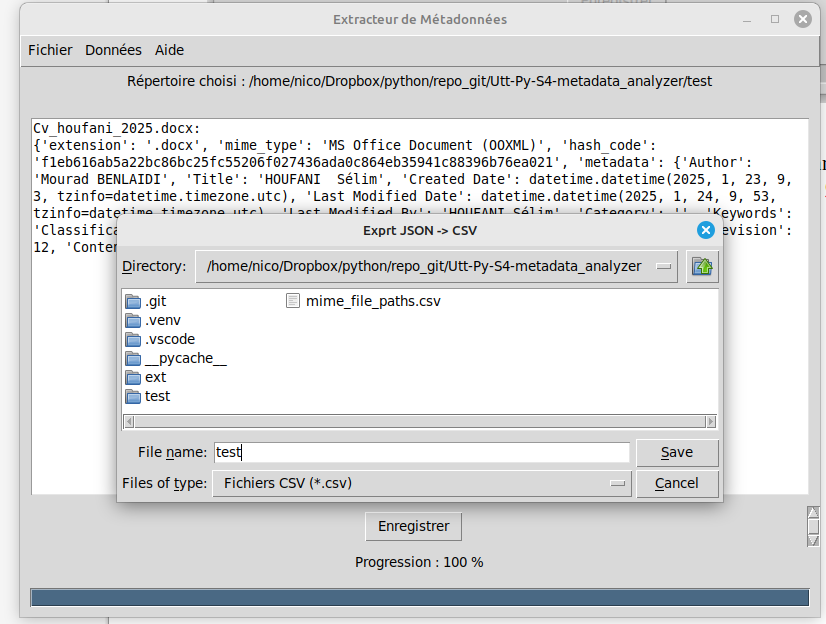 Extracteur de Métadonnées
Fichier Données Aide
Répertoire choisi : /home/nico/Dropbox/python/repo_git/Utt-Py-S4-metadata_analyzer/test
Cv_houfani_2025.docx:
{'extension': '.docx', 'mime_type': 'MS Office Document (OOXML)', 'hash_code':
'f1eb616ab5a22bc86bc25fc55206f027436ada0c864eb35941c88396b76ea021', 'metadata': {'Author':
'Mourad BENLAIDI', 'Title': 'HOUFANI  Sélim', 'Created Date': datetime.datetime(2025, 1, 23, 9,
3, tzinfo=datetime.timezone.utc), 'Last Modified Date': datetime.datetime(2025, 1, 24, 9, 53,
tzinfo=datetime.timezone.utc), 'Last Modified By': 'HOUFANI Sélim', 'Category': '', 'Keywords':
'Classifica
evision':
12, 'Conter
Exprt JSON -> CSV
Directory: /home/nico/Dropbox/python/repo_git/Utt-Py-S4-metadata_analyzer
.git
.venv
.vscode
__pycache__
ext
test
mime_file_paths.csv
File name: test Save
Files of type: Fichiers CSV (*.csv) Cancel
Enregistrer
Progression : 100 %